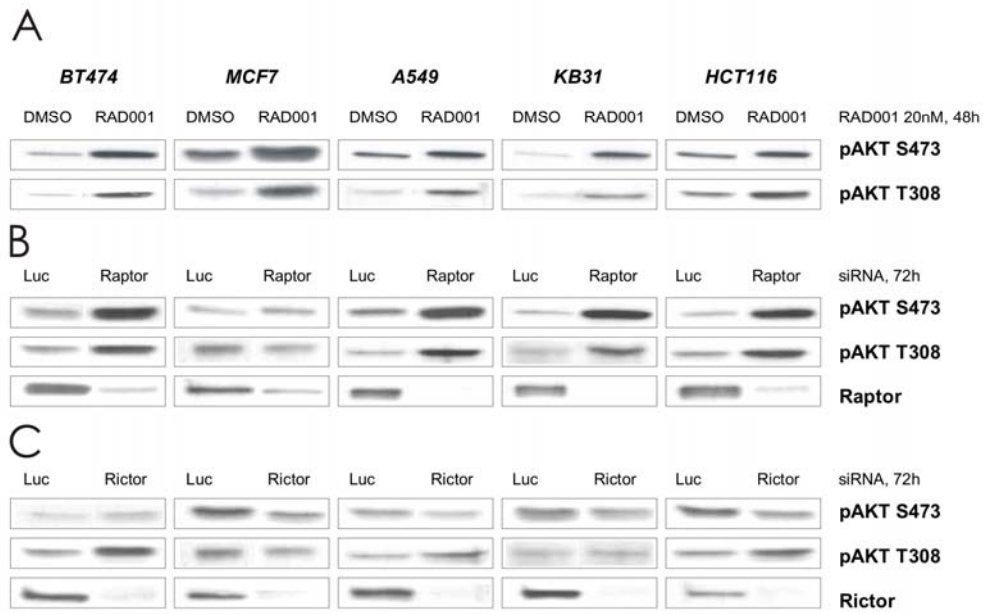 A
BT474 MCF7 A549 KB31 HCT116
DMSO RAD001 DMSO RAD001 DMSO RAD001 DMSO RAD001 DMSO RAD001 RAD001 20nM, 48h
pAKT S473
pAKT T308
B
Luc Raptor Luc Raptor Luc Raptor Luc Raptor Luc Raptor siRNA, 72h
pAKT S473
pAKT T308
Raptor
C
Luc Rictor Luc Rictor Luc Rictor Luc Rictor Luc Rictor siRNA, 72h
pAKT S473
pAKT T308
Rictor